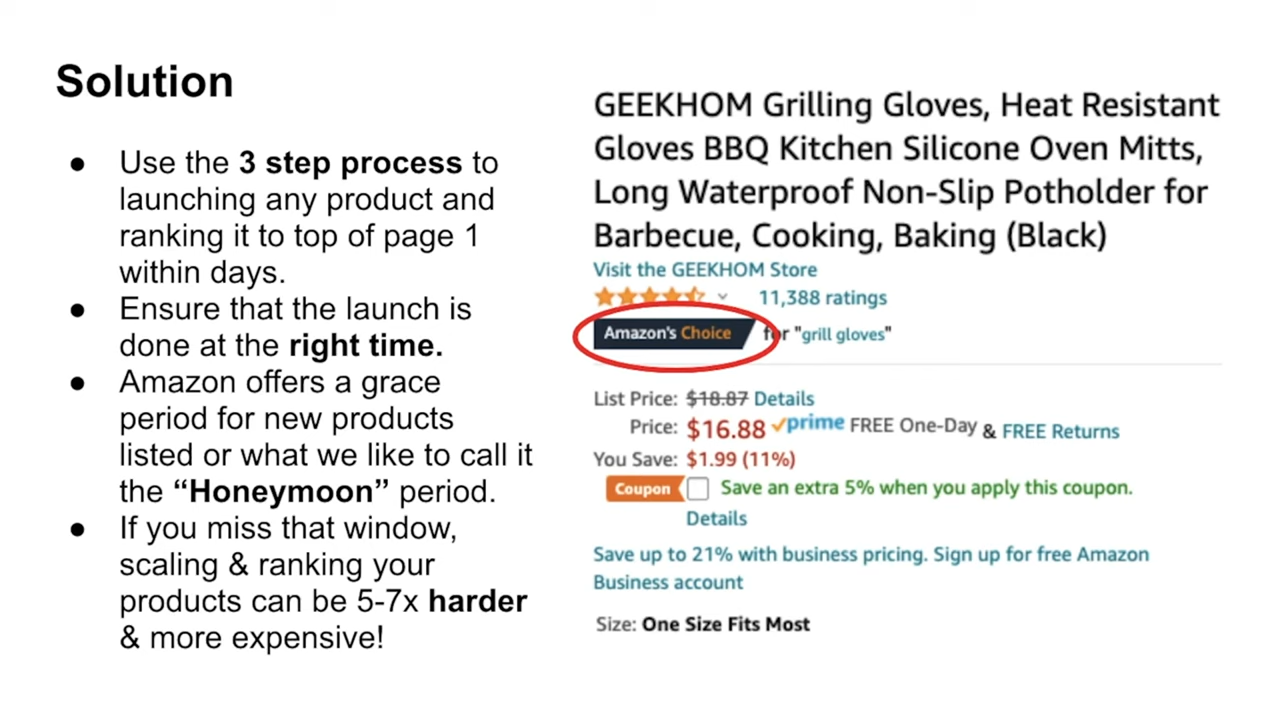 Solution
● Use the 3 step process to
launching any product and
ranking it to top of page 1
within days.
● Ensure that the launch is
done at the right time.
● Amazon offers a grace
period for new products
listed or what we like to call it
the “Honeymoon” period.
● If you miss that window,
scaling & ranking your
products can be 5-7x harder
& more expensive!
GEEKHOM Grilling Gloves, Heat Resistant
Gloves BBQ Kitchen Silicone Oven Mitts,
Long Waterproof Non-Slip Potholder for
Barbecue, Cooking, Baking (Black)
Visit the GEEKHOM Store
11,388 ratings
Amazon's Choice for "grill gloves"
List Price: $18.87 Details
Price: $16.88 prime FREE One-Day & FREE Returns
You Save: $1.99 (11%)
Coupon Save an extra 5% when you apply this coupon.
Details
Save up to 21% with business pricing. Sign up for free Amazon
Business account
Size: One Size Fits Most